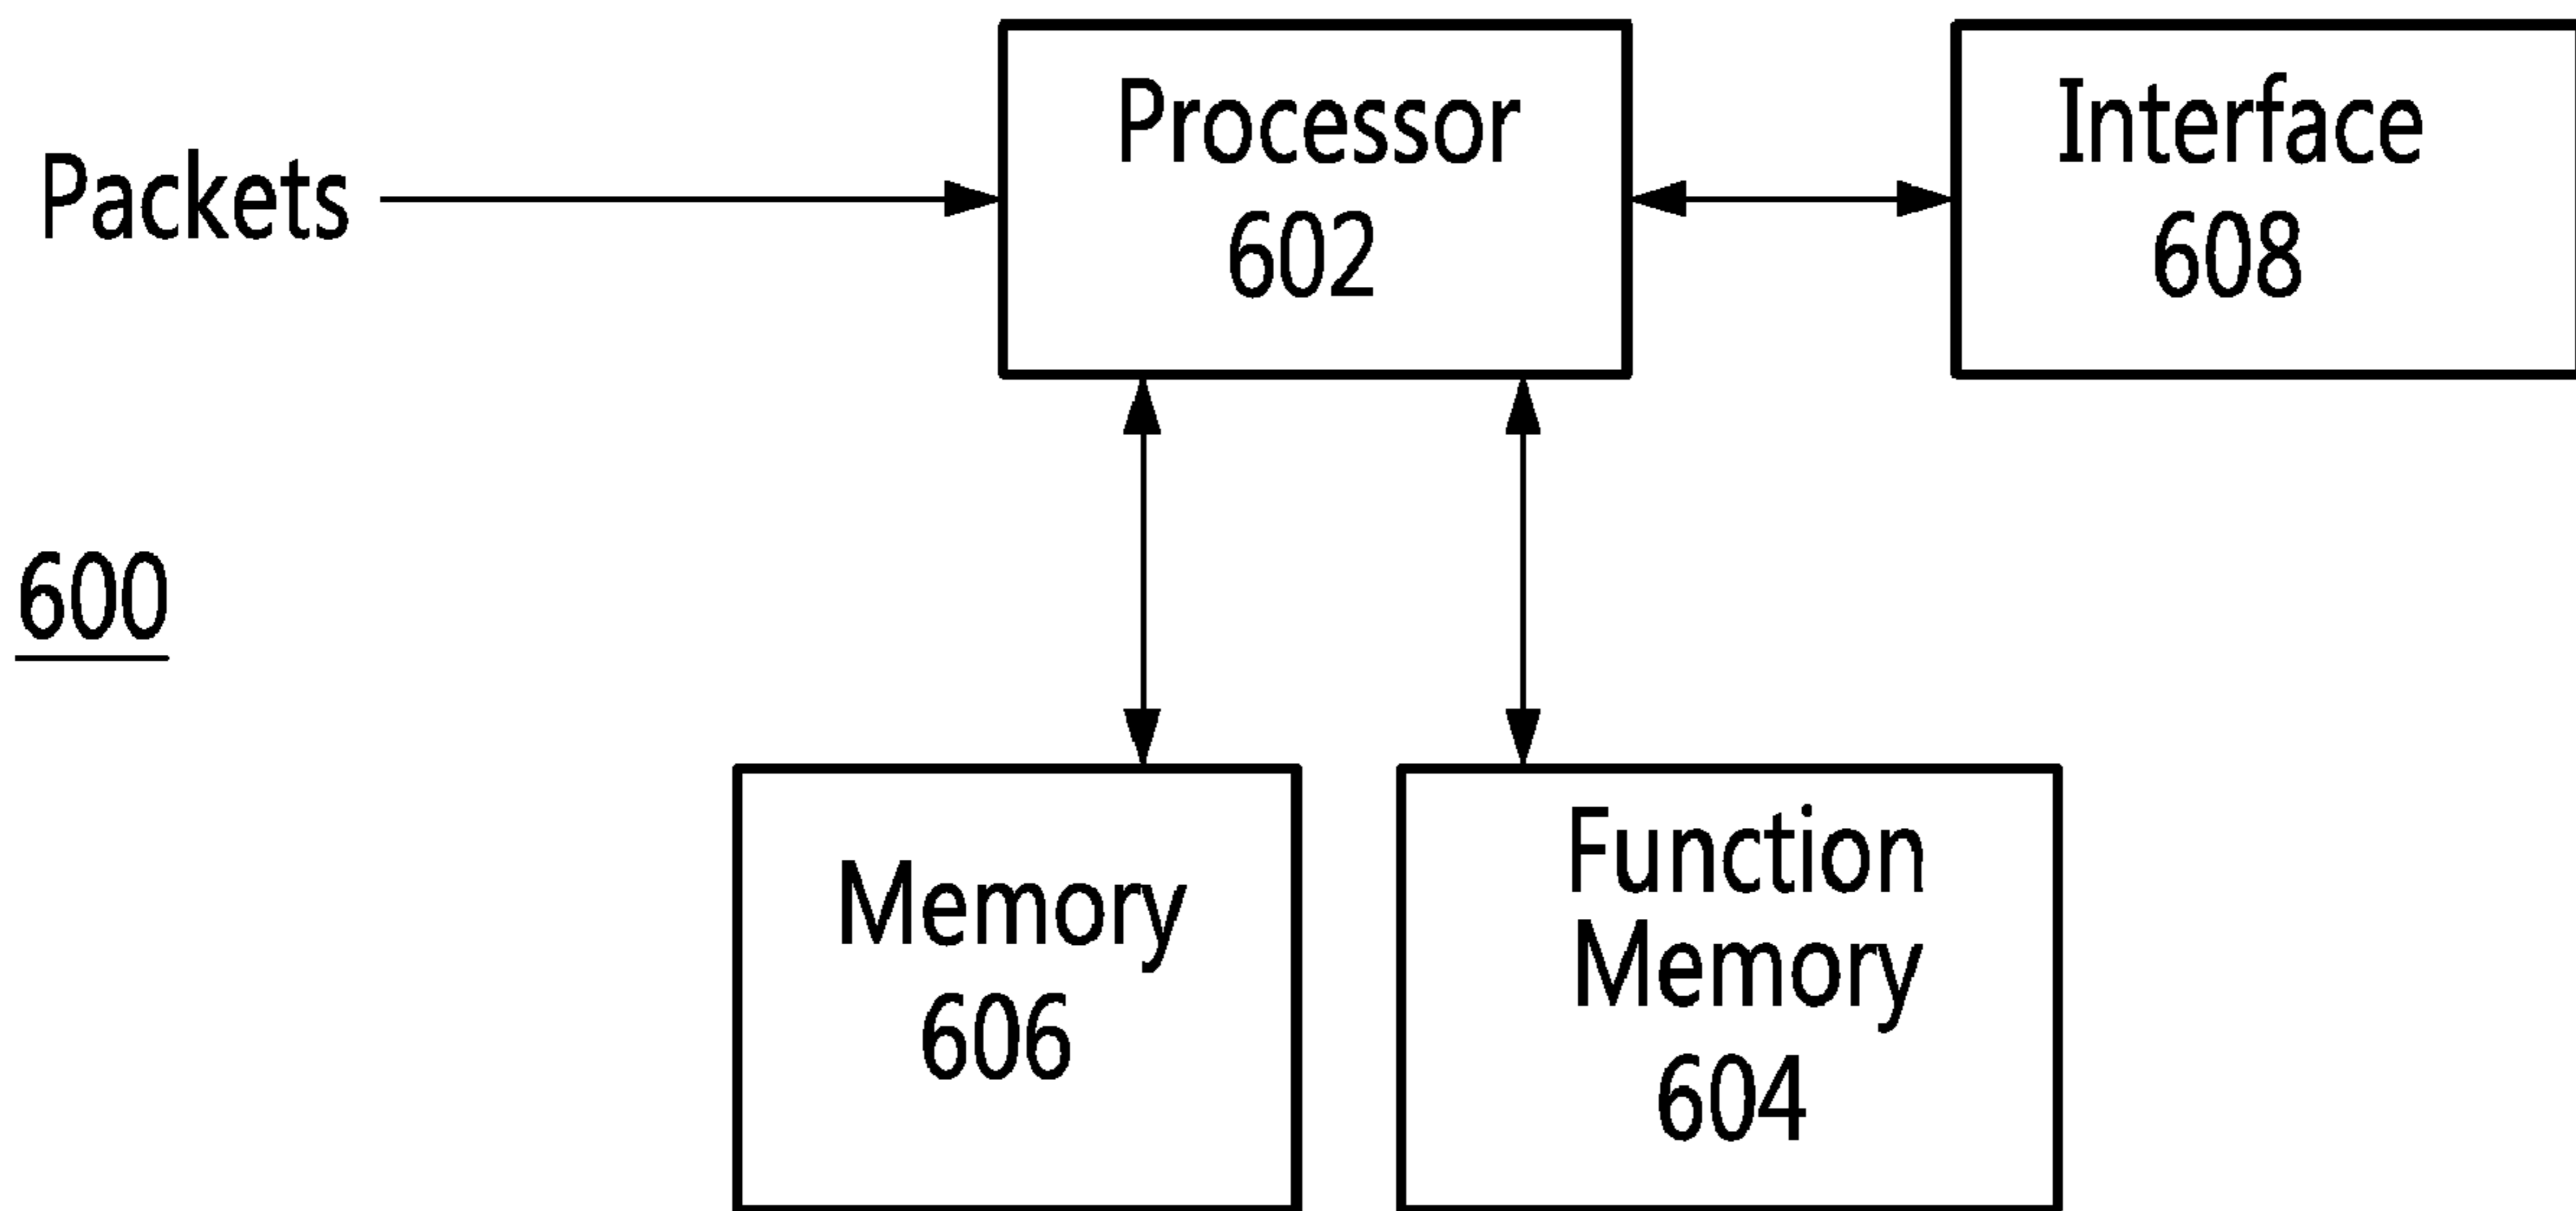 Packets
Processor
602
Interface
608
600
Memory
606
Function
Memory
604